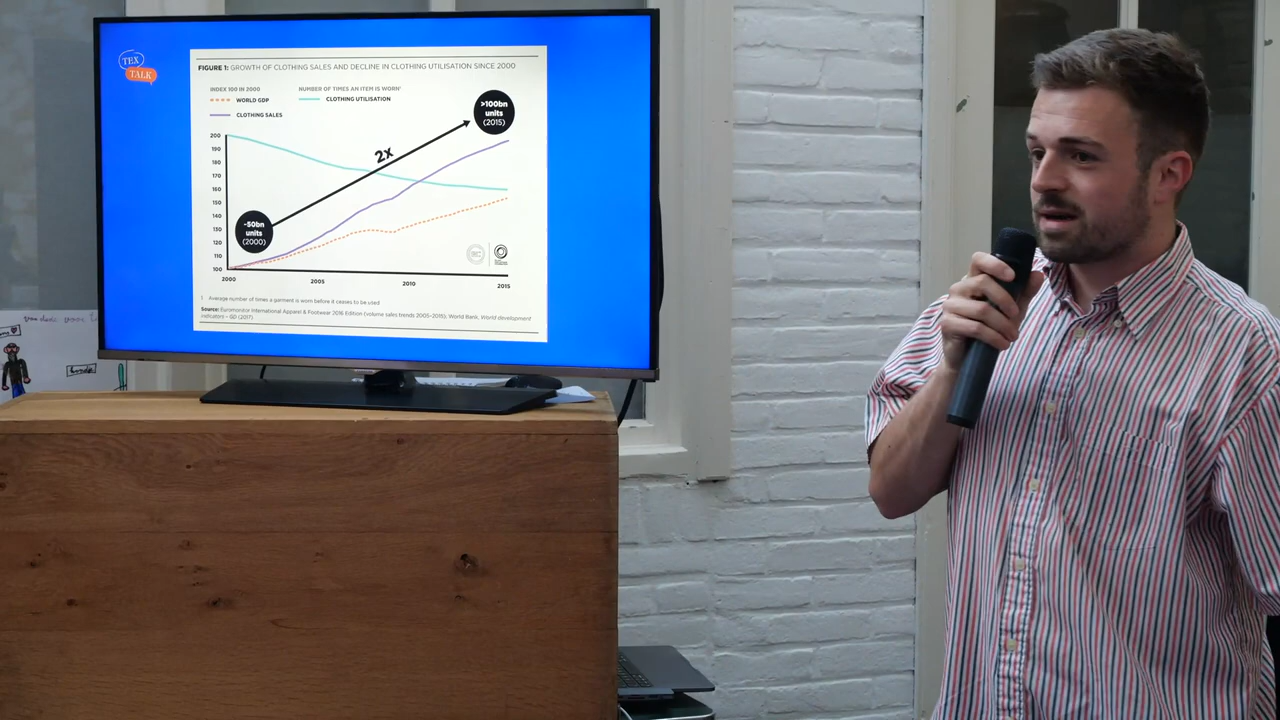 TEX
TALK
FIGURE 1: GROWTH OF CLOTHING SALES AND DECLINE IN CLOTHING UTILISATION SINCE 2000
INDEX 100 IN 2000
WORLD GDP
CLOTHING SALES
NUMBER OF TIMES AN ITEM IS WORN¹
CLOTHING UTILISATION
>100bn
units
(2015)
2x
~50bn
units
(2000)
200
190
180
170
160
150
140
130
120
110
100
2000
2005
2010
2015
1 Average number of times a garment is worn before it ceases to be used
Source: Euromonitor International Apparel & Footwear 2016 Edition (volume sales trends 2005–2015); World Bank, World development
indicators – GD (2017)